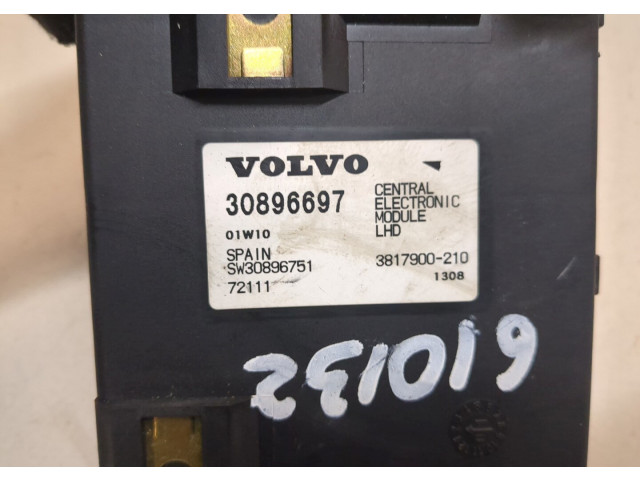 VOLVO
30896697
01W10
SPAIN
SW30896751
72111
CENTRAL
ELECTRONIC
MODULE
LHD
3817900-210
1308
610132